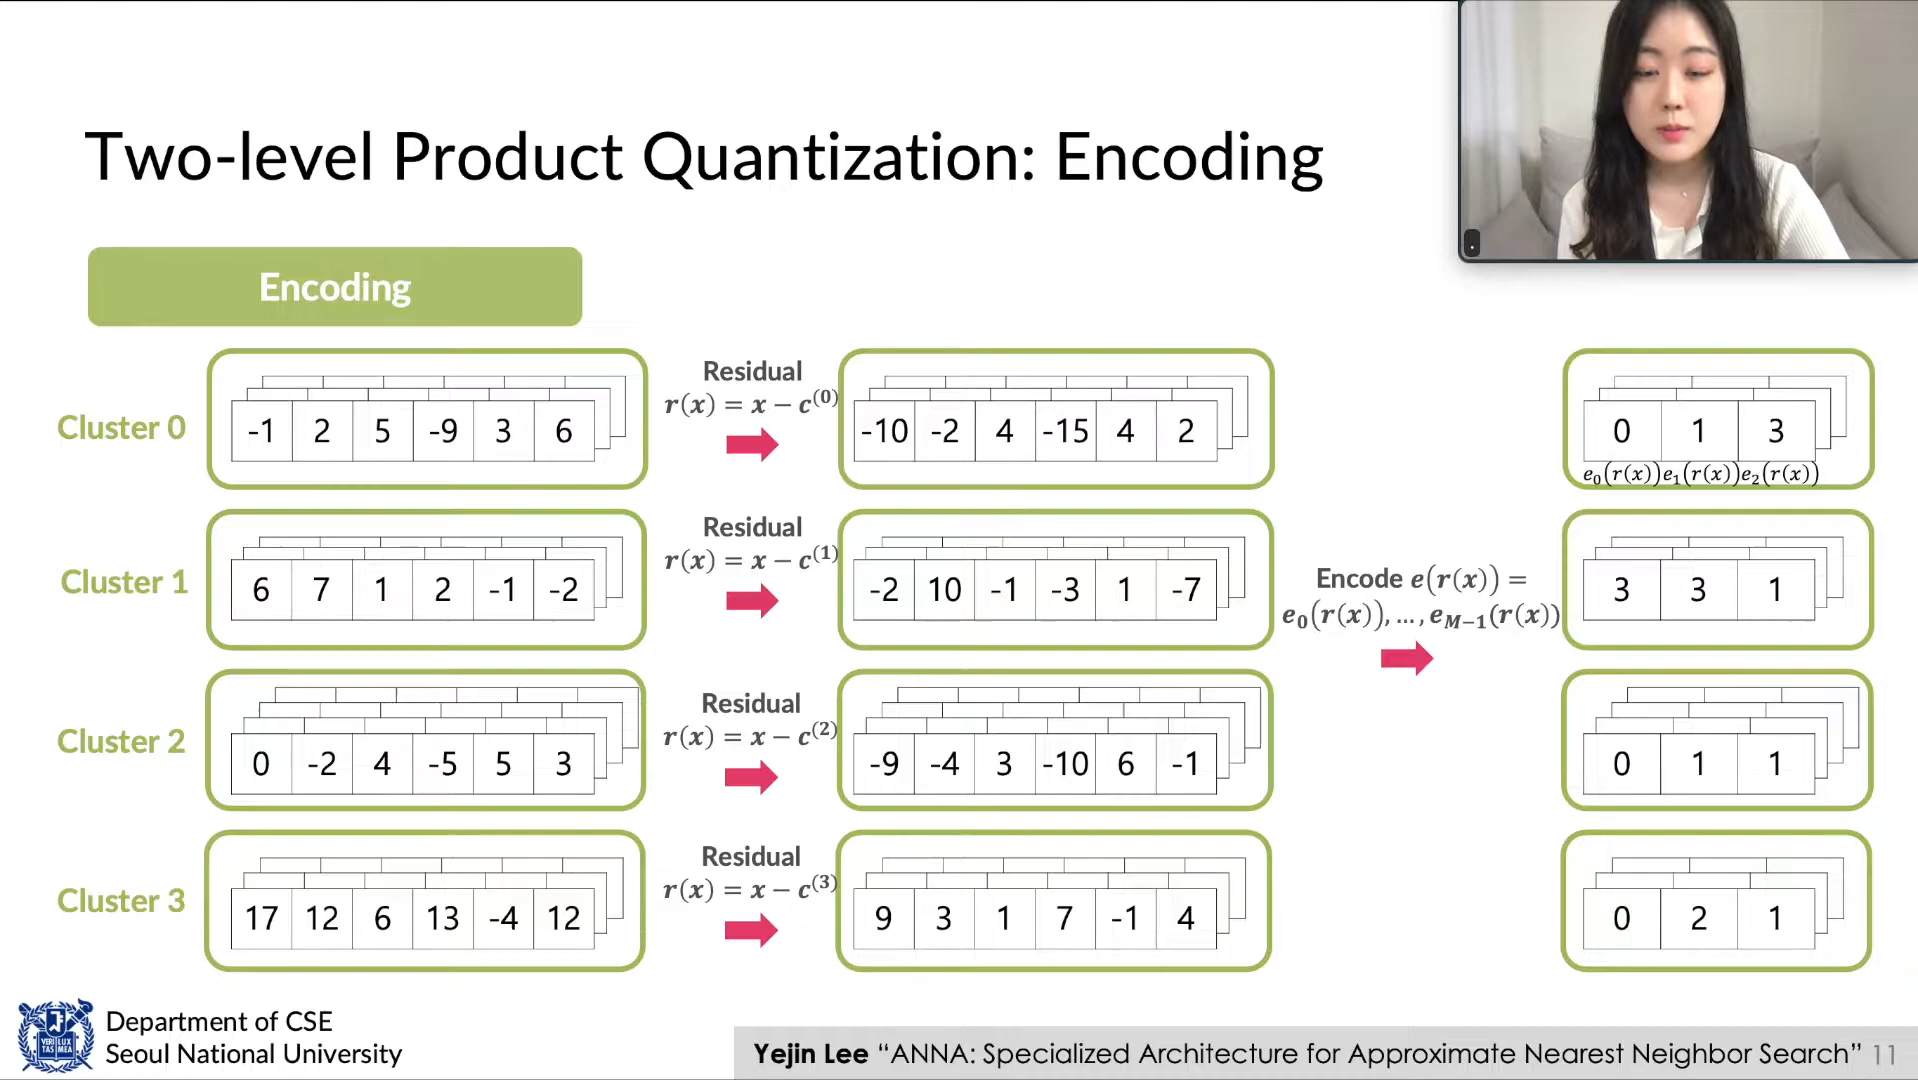 Two-level Product Quantization: Encoding
Encoding
Cluster 0
-1 2 5 -9 3 6
Residual
r(x) = x − c⁽⁰⁾
-10 -2 4 -15 4 2
0 1 3
e₀(r(x)) e₁(r(x)) e₂(r(x))
Cluster 1
6 7 1 2 -1 -2
Residual
r(x) = x − c⁽¹⁾
-2 10 -1 -3 1 -7
Encode e(r(x)) =
e₀(r(x)), … , e_{M−1}(r(x))
3 3 1
Cluster 2
0 -2 4 -5 5 3
Residual
r(x) = x − c⁽²⁾
-9 -4 3 -10 6 -1
0 1 1
Cluster 3
17 12 6 13 -4 12
Residual
r(x) = x − c⁽³⁾
9 3 1 7 -1 4
0 2 1
VERI LUX
TAS MEA
Department of CSE
Seoul National University
Yejin Lee “ANNA: Specialized Architecture for Approximate Nearest Neighbor Search” 11